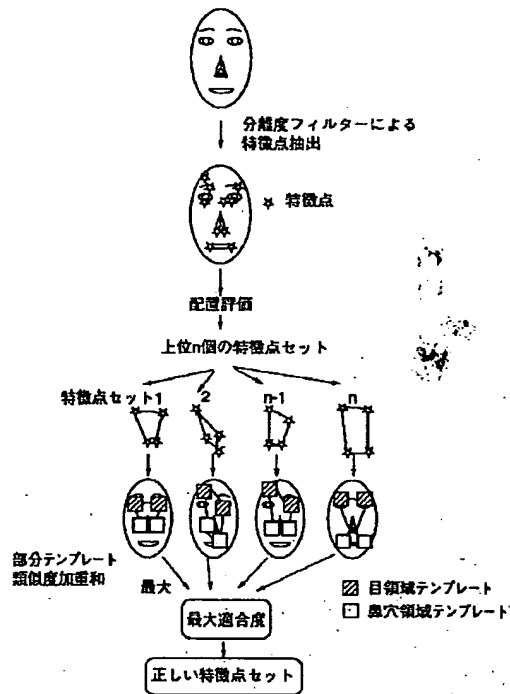 分離度フィルターによる
特徴点抽出
特徴点
配置評価
上位n個の特徴点セット
特徴点セット1
2
n-1
n
部分テンプレート
類似度加重和
最大
目領域テンプレート
鼻穴領域テンプレート
最大適合度
正しい特徴点セット